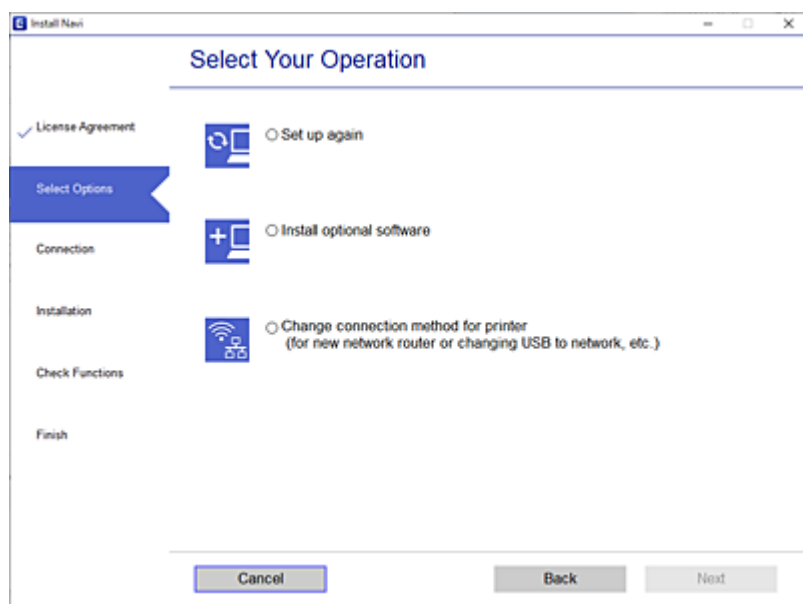 Install Navi
Select Your Operation
License Agreement
Select Options
Connection
Installation
Check Functions
Finish
Set up again
Install optional software
Change connection method for printer
(for new network router or changing USB to network, etc.)
Cancel
Back
Next